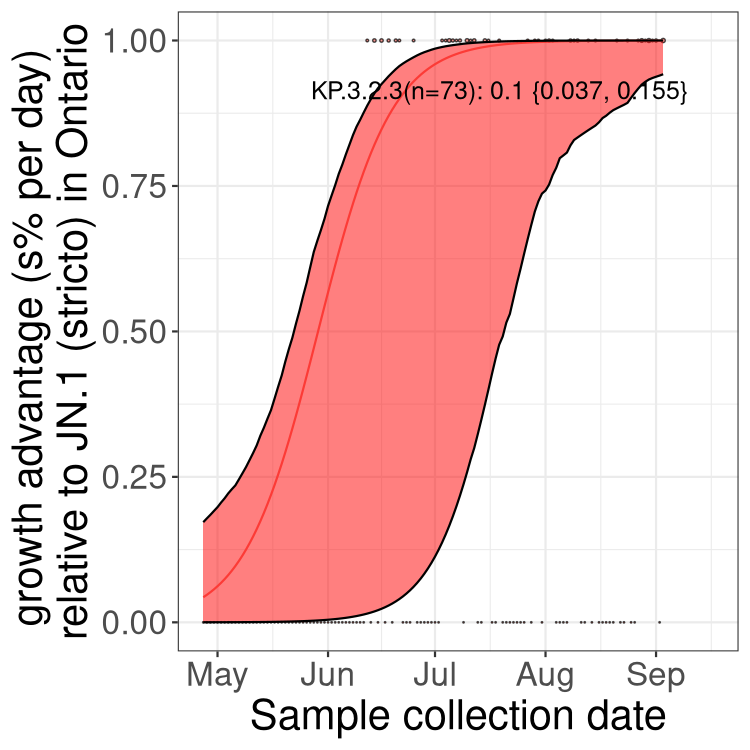 growth advantage (s% per day)
relative to JN.1 (stricto) in Ontario
1.00
0.75
0.50
0.25
0.00
KP.3.2.3(n=73): 0.1 {0.037, 0.155}
May Jun Jul Aug Sep
Sample collection date